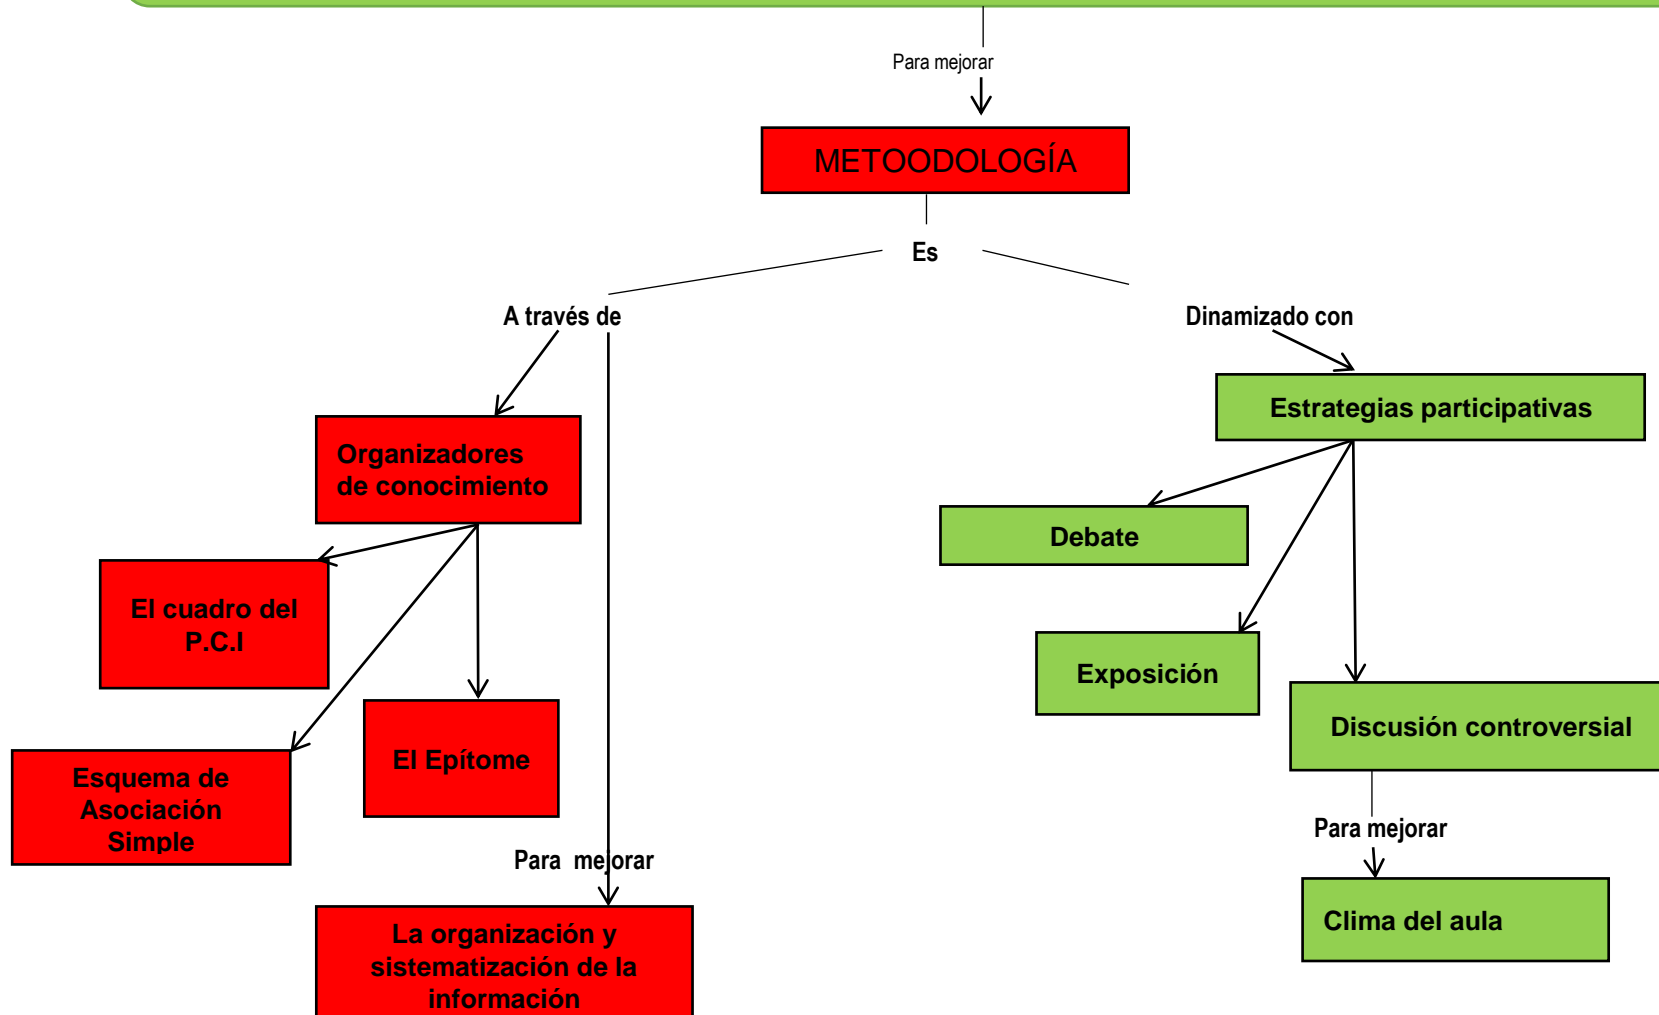 Para mejorar
METOODOLOGÍA
Es
A través de
Dinamizado con
Organizadores
de conocimiento
Estrategias participativas
Debate
El cuadro del
P.C.I
Exposición
Discusión controversial
El Epítome
Esquema de
Asociación
Simple
Para mejorar
Para mejorar
La organización y
sistematización de la
información
Clima del aula